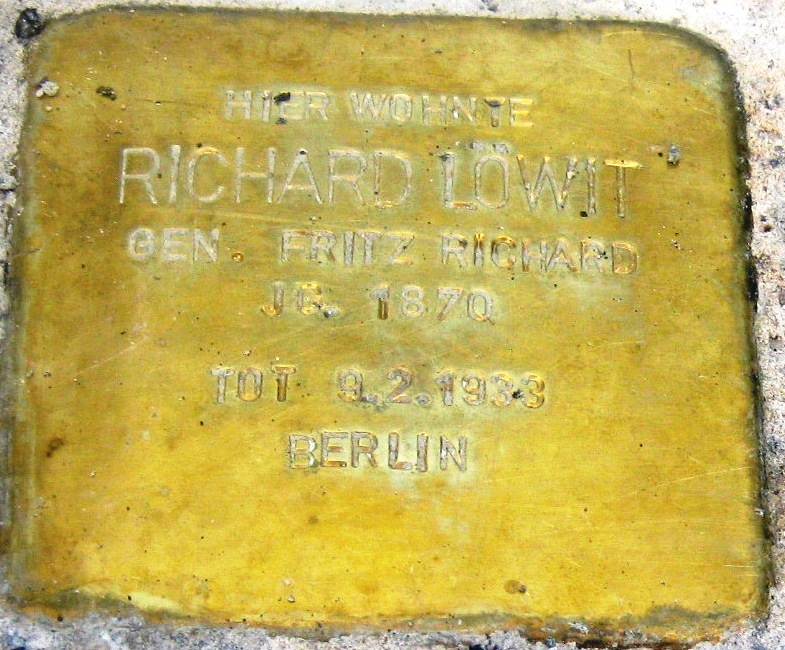 HIER WOHNTE
RICHARD LÖWIT
GEN. FRITZ RICHARD
JG. 1870
TOT 9.2.1933
BERLIN